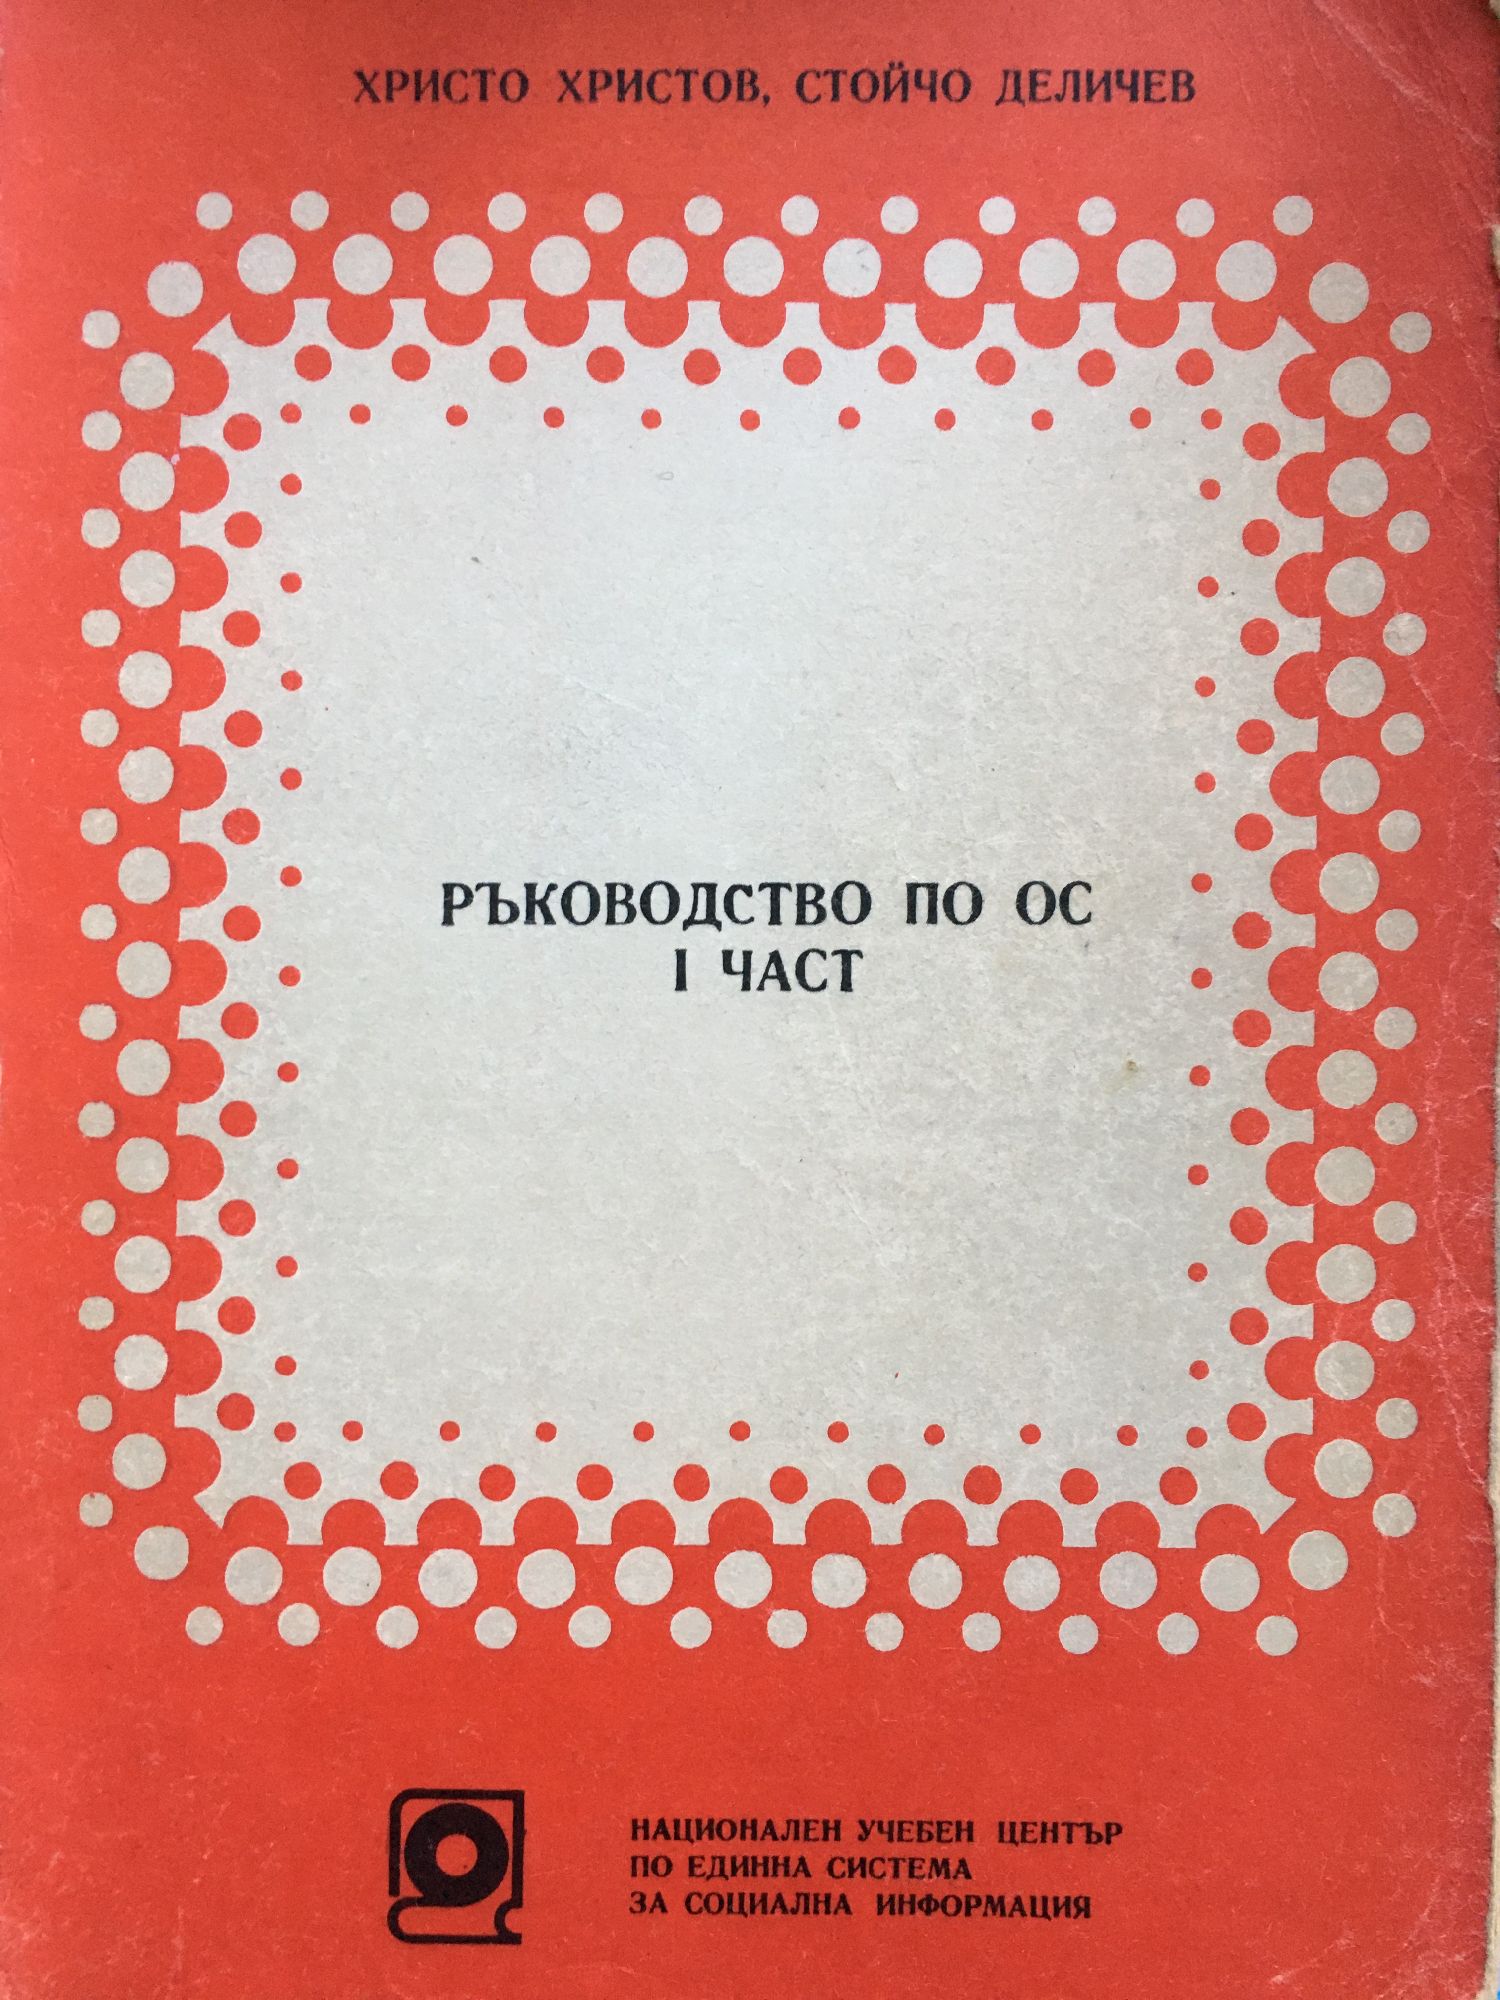 ХРИСТО ХРИСТОВ, СТОЙЧО ДЕЛИЧЕВ
РЪКОВОДСТВО ПО ОС
I ЧАСТ
НАЦИОНАЛЕН УЧЕБЕН ЦЕНТЪР
ПО ЕДИННА СИСТЕМА
ЗА СОЦИАЛНА ИНФОРМАЦИЯ